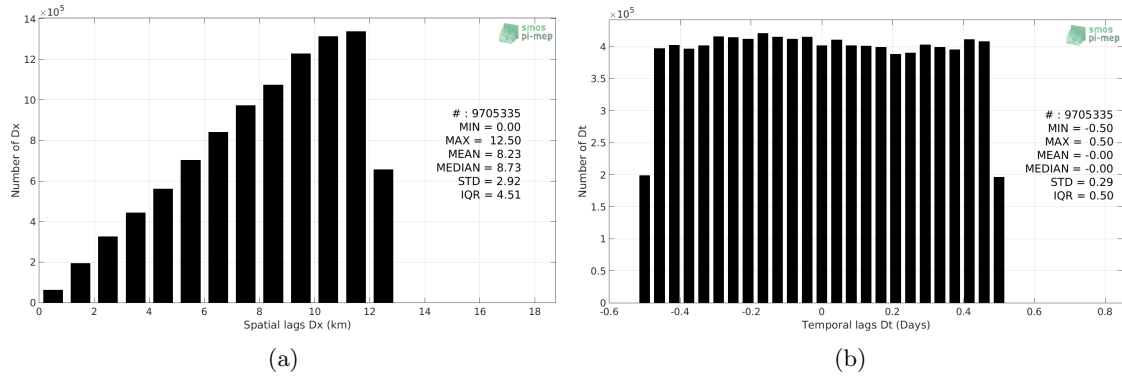 ×10⁵
14
12
10
8
6
4
2
0
Number of Dx
smos
pi-mep
# : 9705335
MIN = 0.00
MAX = 12.50
MEAN = 8.23
MEDIAN = 8.73
STD = 2.92
IQR = 4.51
0 2 4 6 8 10 12 14 16 18
Spatial lags Dx (km)
(a)
×10⁵
4
3.5
3
2.5
2
1.5
1
0.5
0
Number of Dt
smos
pi-mep
# : 9705335
MIN = -0.50
MAX = 0.50
MEAN = -0.00
MEDIAN = -0.00
STD = 0.29
IQR = 0.50
-0.6 -0.4 -0.2 0 0.2 0.4 0.6 0.8
Temporal lags Dt (Days)
(b)